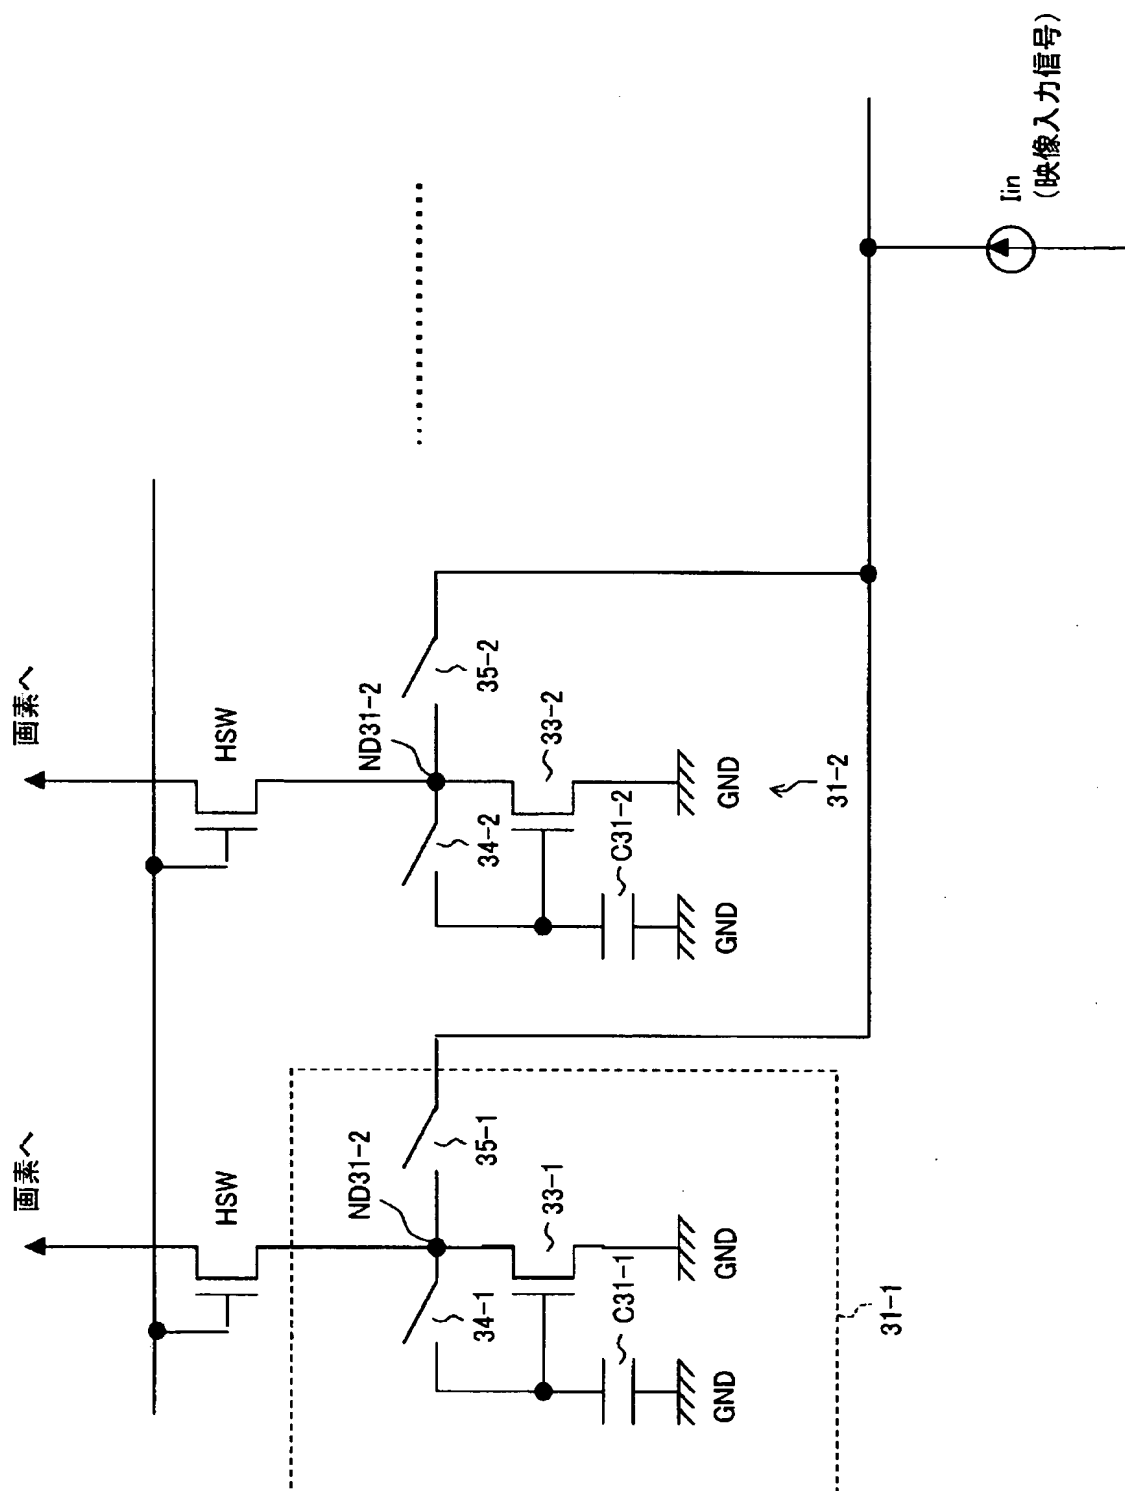 画素へ
画素へ
HSW
HSW
ND31-2
ND31-2
34-1
35-1
34-2
35-2
33-1
33-2
C31-1
C31-2
GND
GND
GND
GND
31-1
31-2
Iin
(映像入力信号)